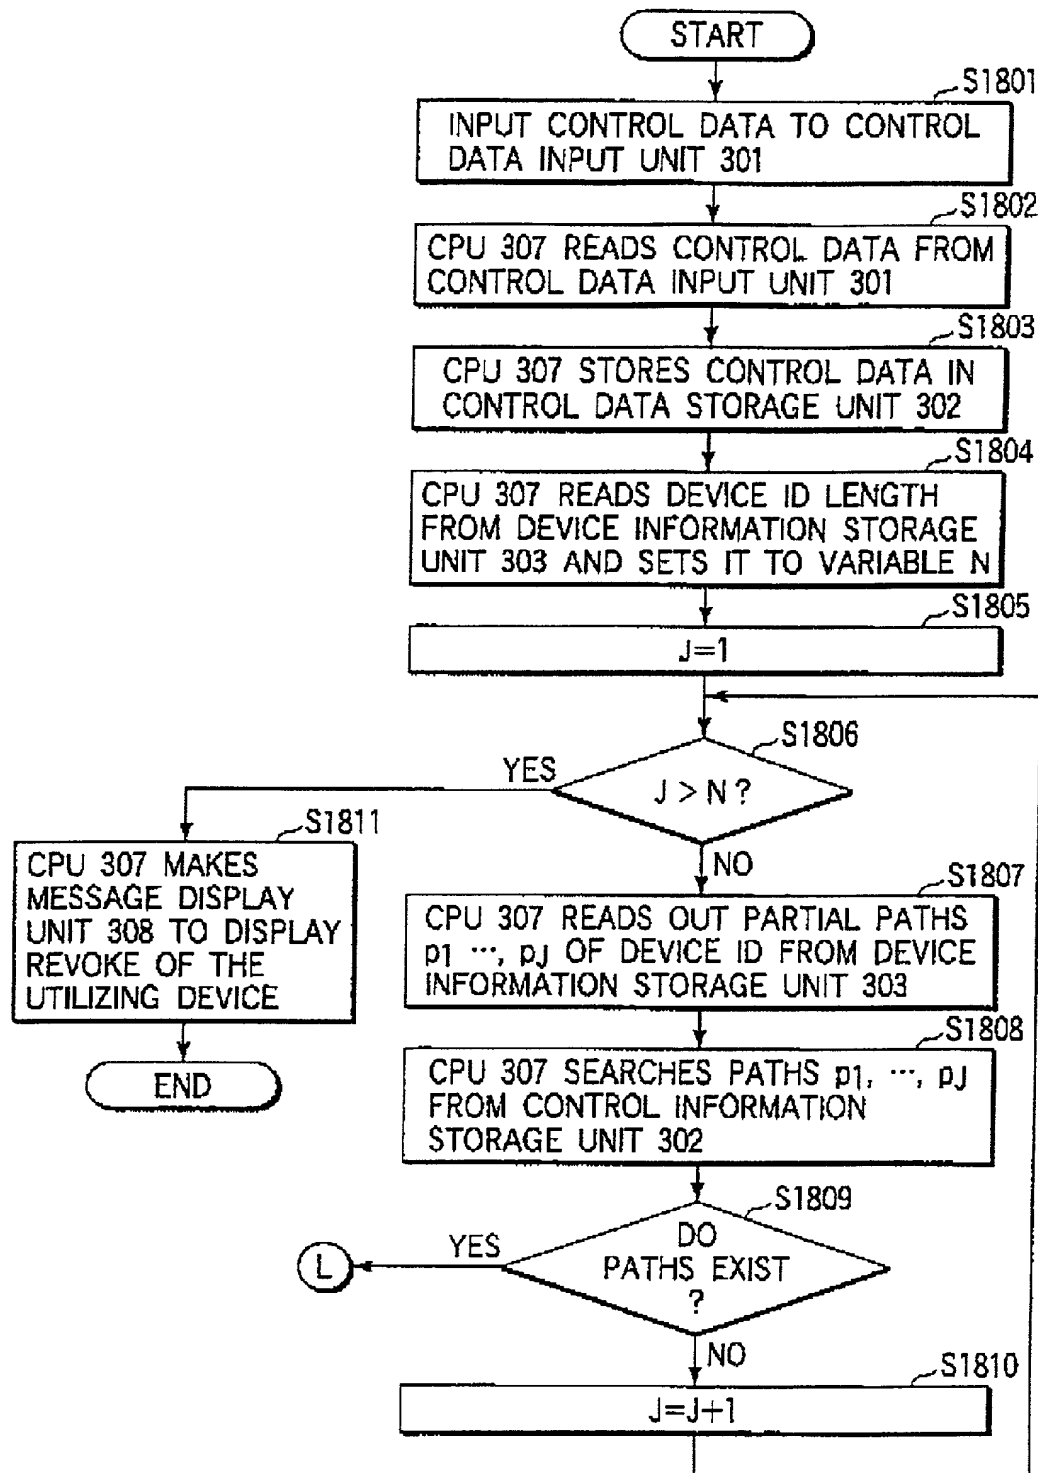 START
S1801
INPUT CONTROL DATA TO CONTROL
DATA INPUT UNIT 301
S1802
CPU 307 READS CONTROL DATA FROM
CONTROL DATA INPUT UNIT 301
S1803
CPU 307 STORES CONTROL DATA IN
CONTROL DATA STORAGE UNIT 302
S1804
CPU 307 READS DEVICE ID LENGTH
FROM DEVICE INFORMATION STORAGE
UNIT 303 AND SETS IT TO VARIABLE N
S1805
J=1
S1806
J > N ?
YES
NO
S1811
CPU 307 MAKES
MESSAGE DISPLAY
UNIT 308 TO DISPLAY
REVOKE OF THE
UTILIZING DEVICE
END
S1807
CPU 307 READS OUT PARTIAL PATHS
p1 ···, pJ OF DEVICE ID FROM DEVICE
INFORMATION STORAGE UNIT 303
S1808
CPU 307 SEARCHES PATHS p1, ···, pJ
FROM CONTROL INFORMATION
STORAGE UNIT 302
S1809
DO
PATHS EXIST
?
YES
L
NO
S1810
J=J+1